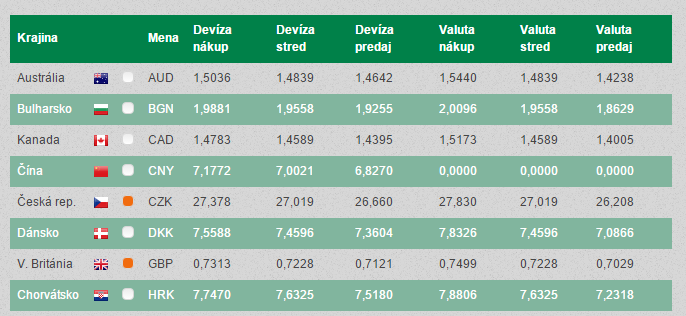 Krajina Mena Devíza nákup Devíza stred Devíza predaj Valuta nákup Valuta stred Valuta predaj
Austrália AUD 1,5036 1,4839 1,4642 1,5440 1,4839 1,4238
Bulharsko BGN 1,9881 1,9558 1,9255 2,0096 1,9558 1,8629
Kanada CAD 1,4783 1,4589 1,4395 1,5173 1,4589 1,4005
Čína CNY 7,1772 7,0021 6,8270 0,0000 0,0000 0,0000
Česká rep. CZK 27,378 27,019 26,660 27,830 27,019 26,208
Dánsko DKK 7,5588 7,4596 7,3604 7,8326 7,4596 7,0866
V. Británia GBP 0,7313 0,7228 0,7121 0,7499 0,7228 0,7029
Chorvátsko HRK 7,7470 7,6325 7,5180 7,8806 7,6325 7,2318